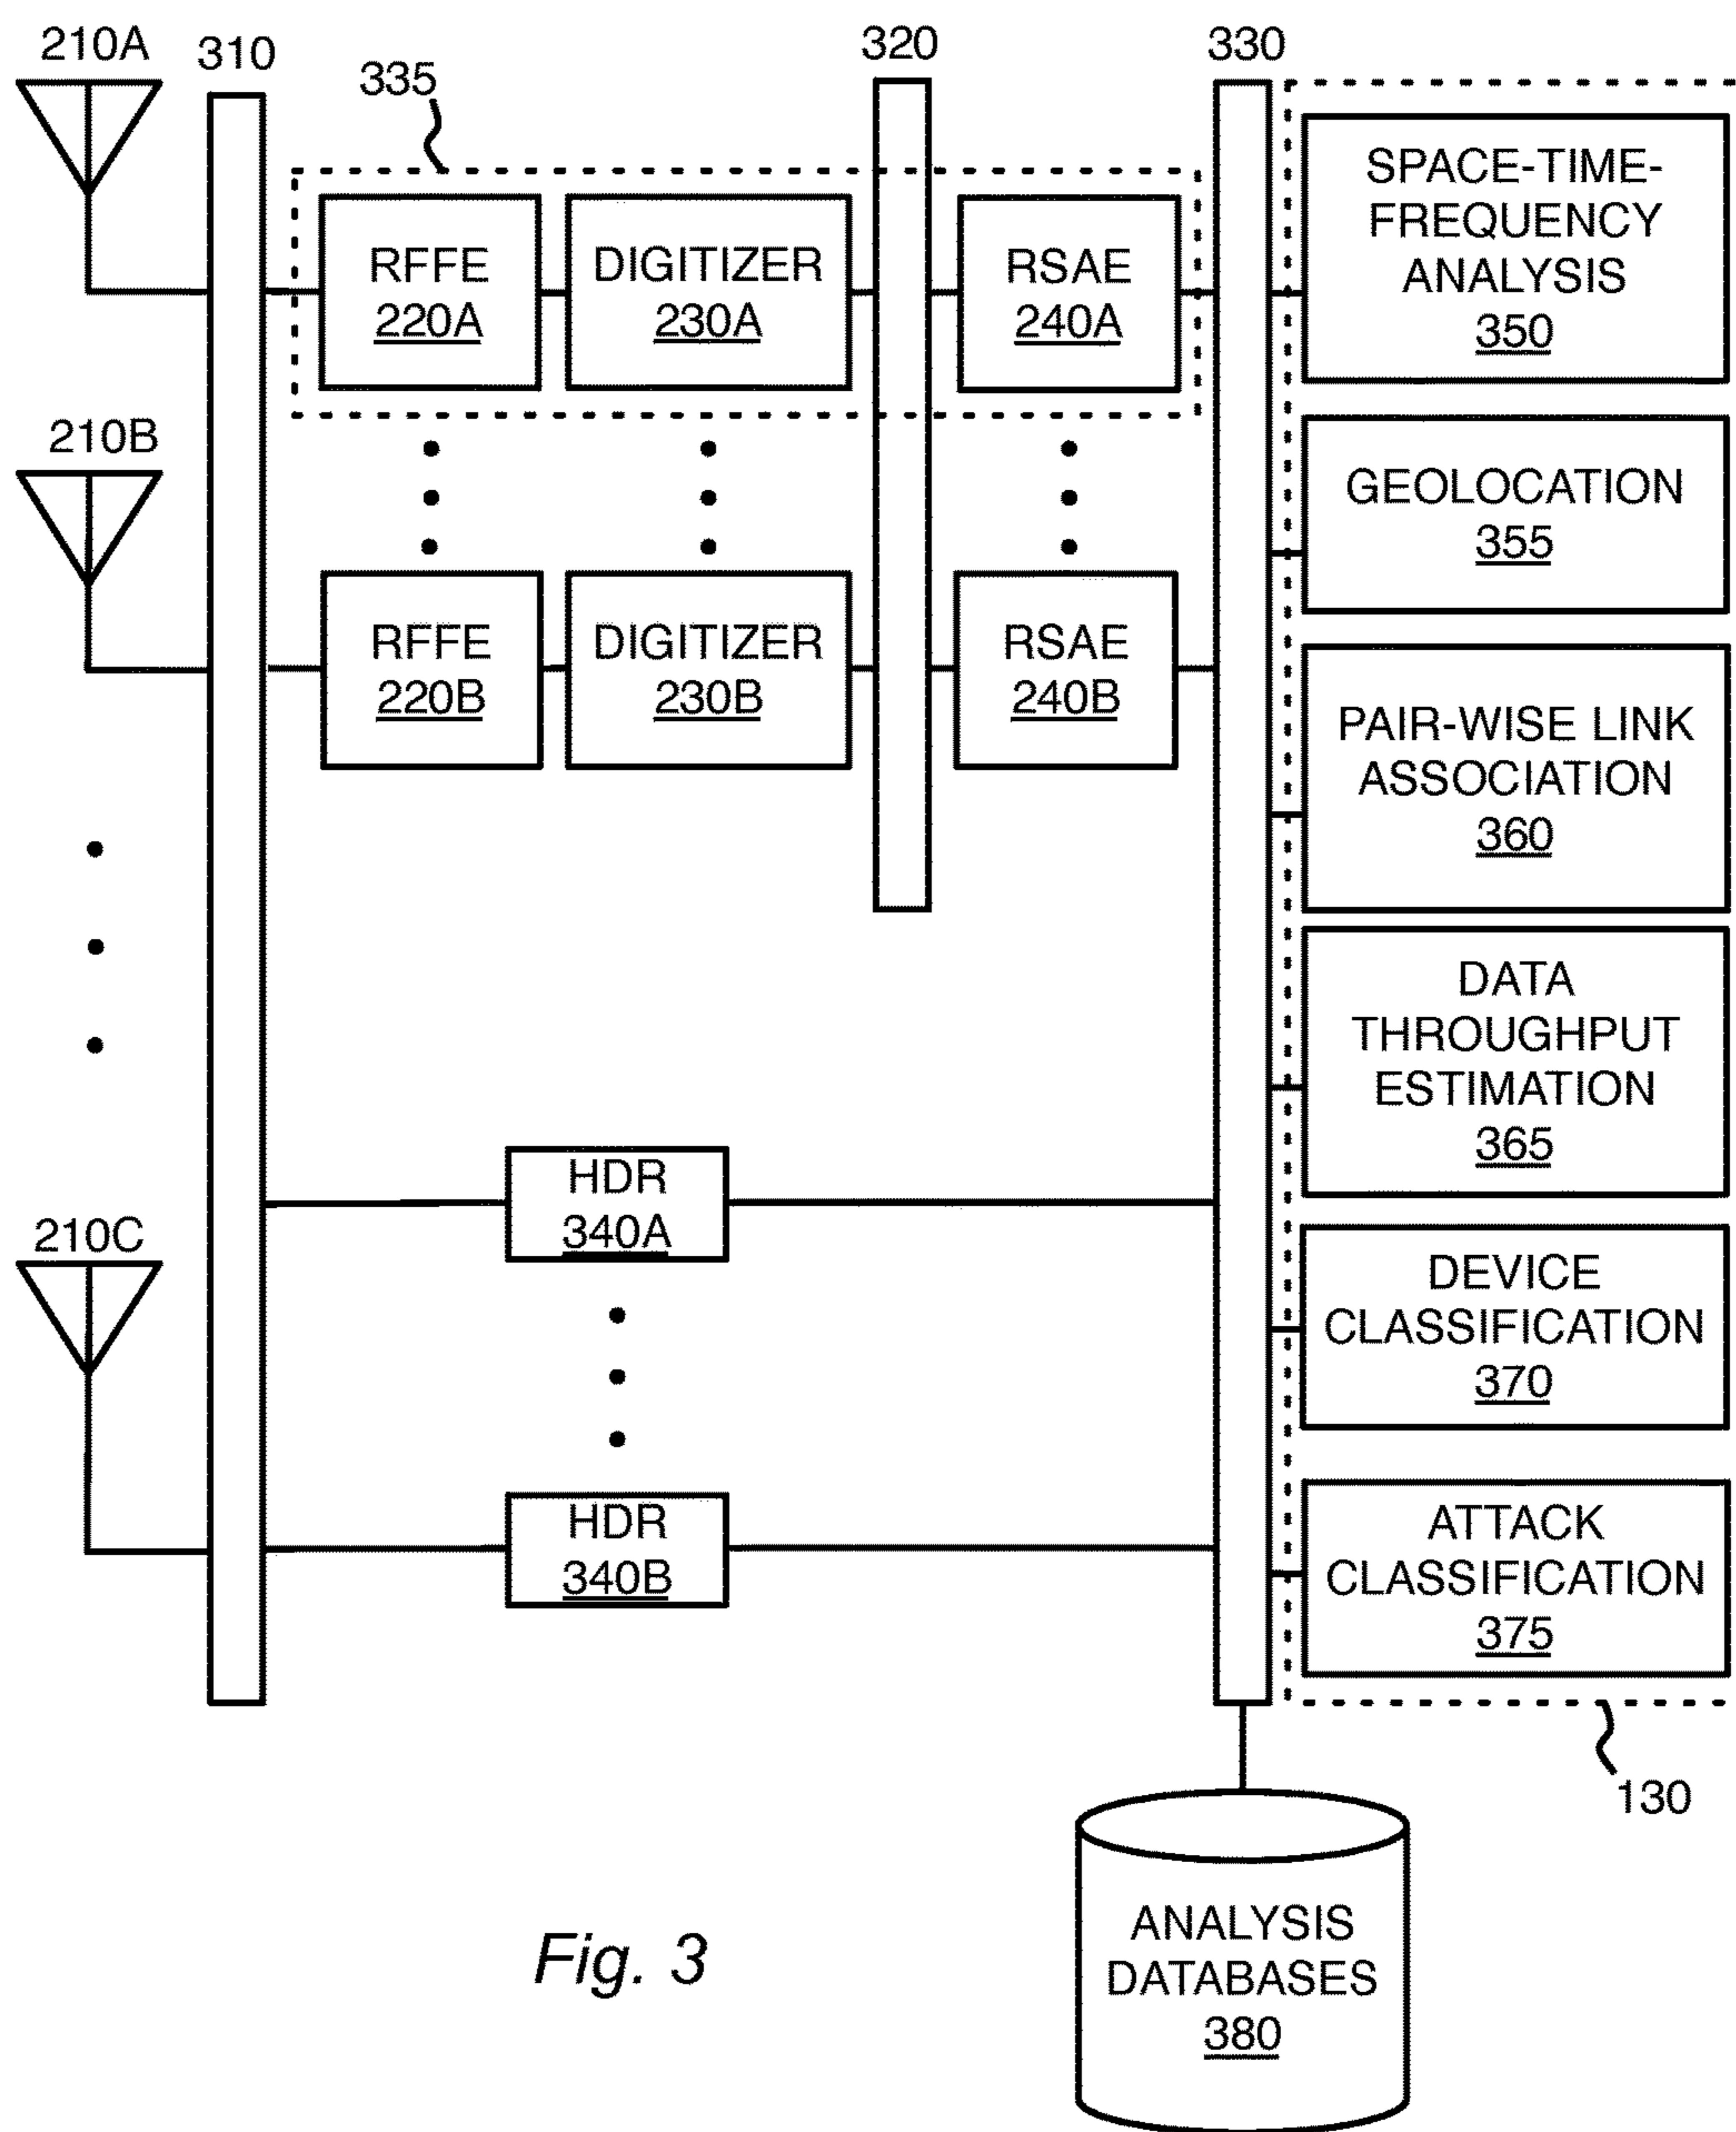 210A
310
335
320
330
RFFE
220A
DIGITIZER
230A
RSAE
240A
SPACE-TIME-
FREQUENCY
ANALYSIS
350
210B
GEOLOCATION
355
RFFE
220B
DIGITIZER
230B
RSAE
240B
PAIR-WISE LINK
ASSOCIATION
360
DATA
THROUGHPUT
ESTIMATION
365
HDR
340A
210C
DEVICE
CLASSIFICATION
370
HDR
340B
ATTACK
CLASSIFICATION
375
130
ANALYSIS
DATABASES
380
Fig. 3